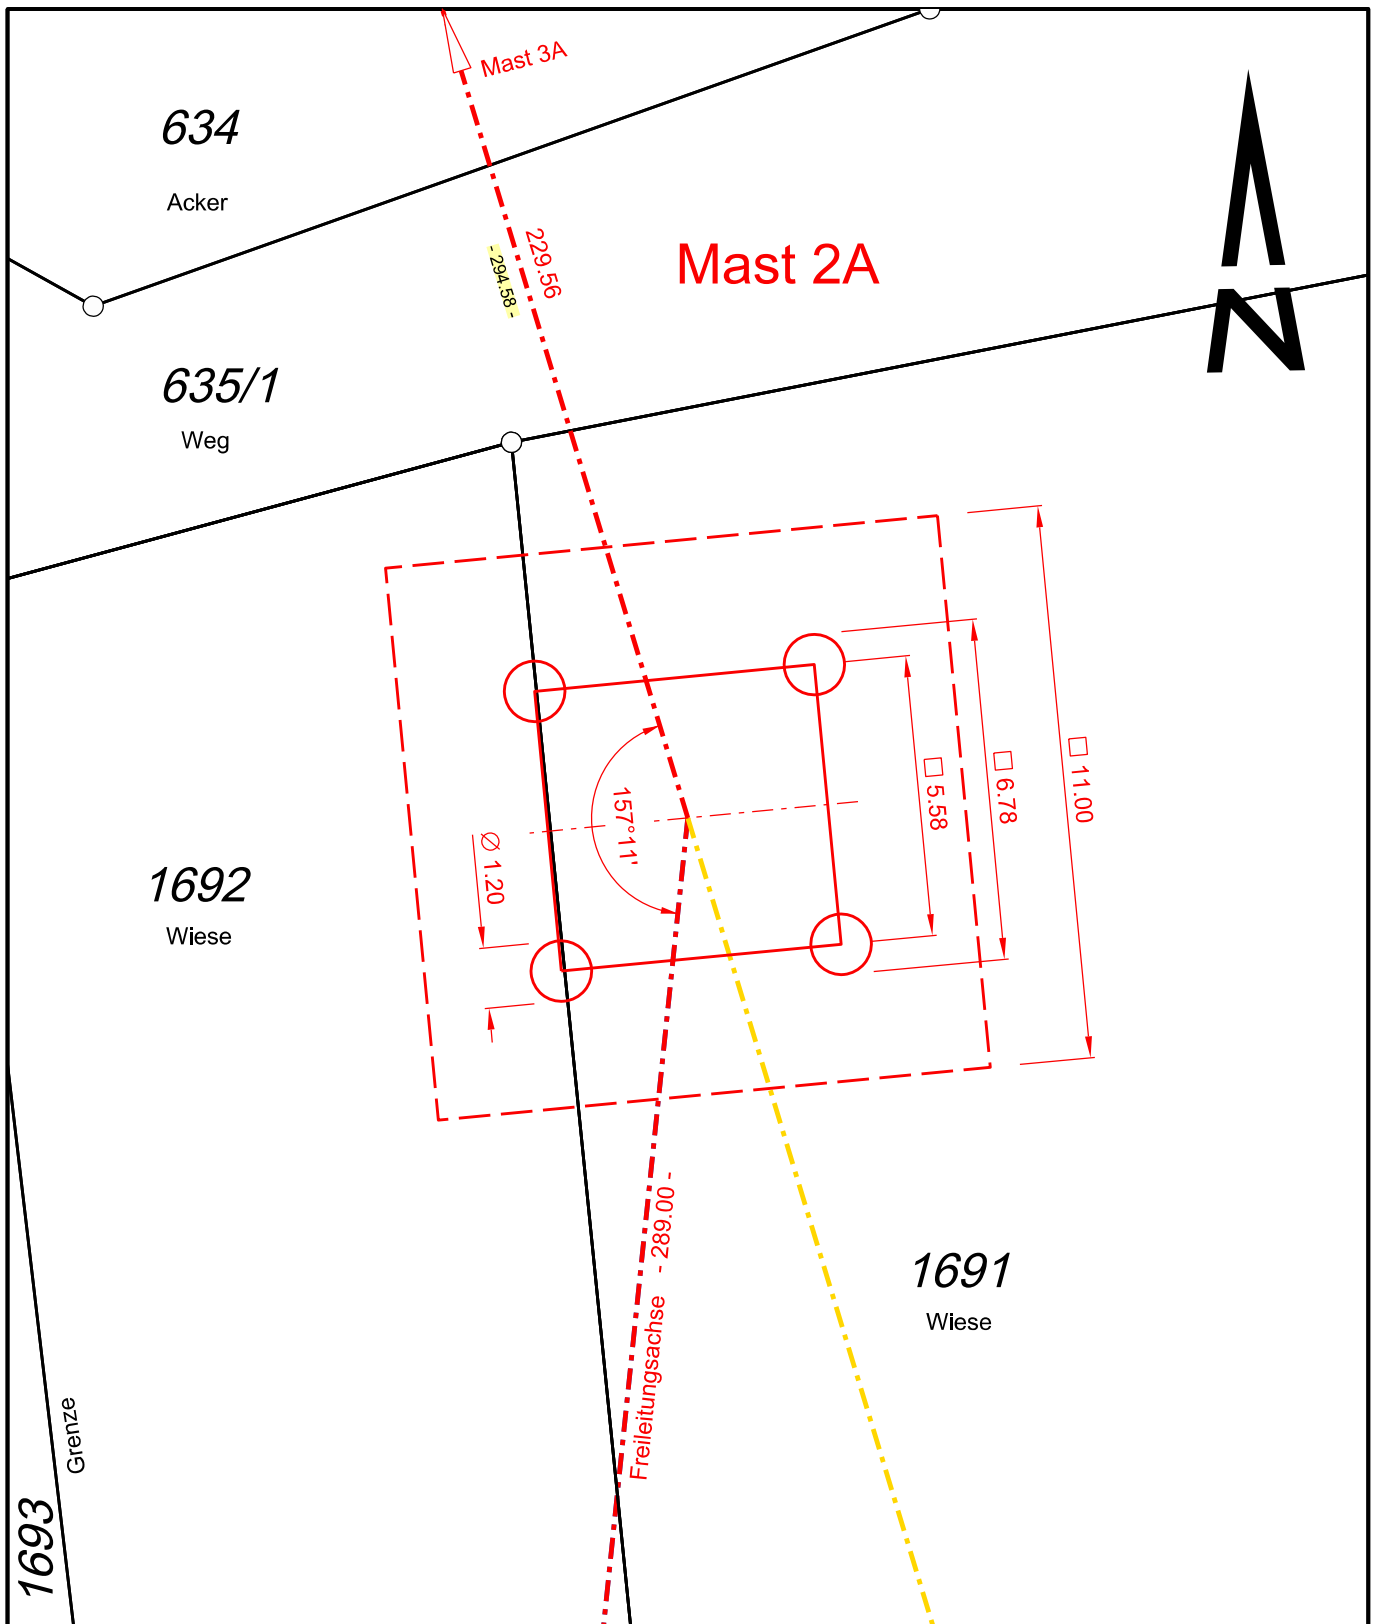 Mast 3A
634
Acker
229.56
- 294.58 -
Mast 2A
N
635/1
Weg
□ 11.00
□ 6.78
□ 5.58
157°11'
Ø 1.20
1692
Wiese
Freileitungsachse - 289.00 -
1691
Wiese
Grenze
1693